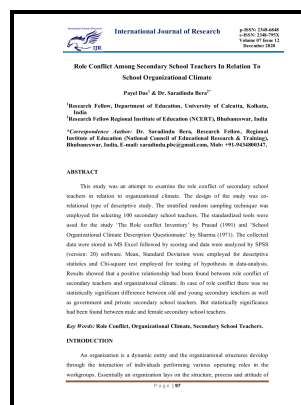 International Journal of Research
p-ISSN: 2348-6848
e-ISSN: 2348-795X
Volume 07 Issue 12
December 2020
IJR
Role Conflict Among Secondary School Teachers In Relation To
School Organizational Climate
Payel Das¹ & Dr. Saradindu Bera²*
¹Research Fellow, Department of Education, University of Calcutta, Kolkata,
India
²Research Fellow Regional Institute of Education (NCERT), Bhubaneswar, India
*Correspondence Author: Dr. Saradindu Bera, Research Fellow, Regional
Institute of Education (National Council of Educational Research & Training),
Bhubaneswar, India, E-mail: saradindu.pbc@gmail.com, Mob: +91-9434800347,
ABSTRACT
This study was an attempt to examine the role conflict of secondary school
teachers in relation to organizational climate. The design of the study was co-
relational type of descriptive study. The stratified random sampling technique was
employed for selecting 100 secondary school teachers. The standardized tools were
used for the study 'The Role conflict Inventory' by Prasad (1991) and 'School
Organizational Climate Description Questionnaire' by Sharma (1971). The collected
data were stored in MS Excel followed by scoring and data were analyzed by SPSS
(version: 20) software. Mean, Standard Deviation were employed for descriptive
statistics and Chi-square test employed for testing of hypothesis in data-analysis.
Results showed that a positive relationship had been found between role conflict of
secondary teachers and organizational climate. In case of role conflict there was no
statistically significant difference between old and young secondary teachers as well
as government and private secondary school teachers. But statistically significance
had been found between male and female secondary school teachers.
Key Words: Role Conflict, Organizational Climate, Secondary School Teachers.
INTRODUCTION
An organization is a dynamic entity and the organizational structures develop
through the interaction of individuals performing various operating roles in the
workgroups. Essentially an organization lays on the structure, process and attitude of
Page | 97